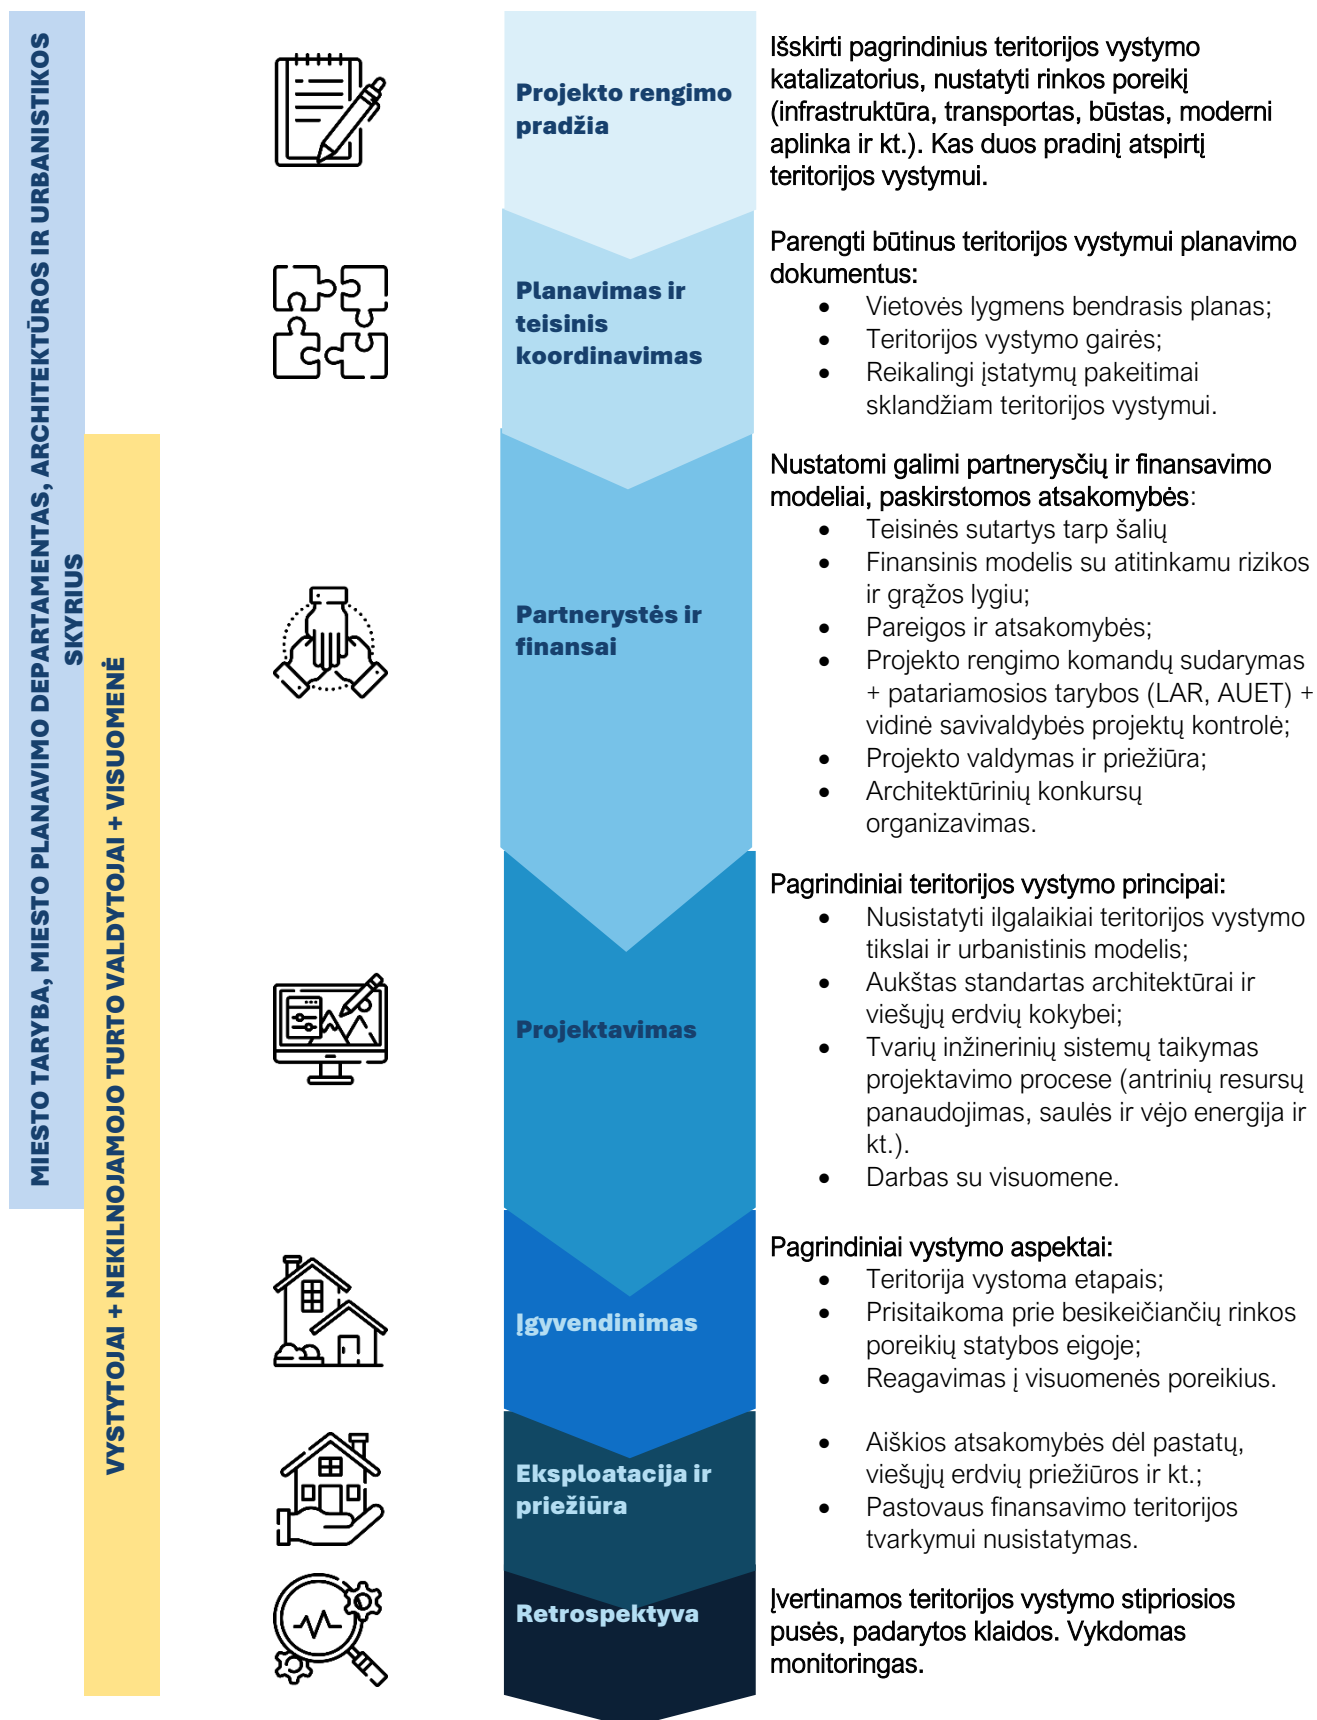 MIESTO TARYBA, MIESTO PLANAVIMO DEPARTAMENTAS, ARCHITEKTŪROS IR URBANISTIKOS
SKYRIUS
VYSTYTOJAI + NEKILNOJAMOJO TURTO VALDYTOJAI + VISUOMENĖ
Projekto rengimo
pradžia
Išskirti pagrindinius teritorijos vystymo
katalizatorius, nustatyti rinkos poreikį
(infrastruktūra, transportas, būstas, moderni
aplinka ir kt.). Kas duos pradinį atspirtį
teritorijos vystymui.
Planavimas ir
teisinis
koordinavimas
Parengti būtinus teritorijos vystymui planavimo
dokumentus:
• Vietovės lygmens bendrasis planas;
• Teritorijos vystymo gairės;
• Reikalingi įstatymų pakeitimai
sklandžiam teritorijos vystymui.
Partnerystės ir
finansai
Nustatomi galimi partnerysčių ir finansavimo
modeliai, paskirstomos atsakomybės:
• Teisinės sutartys tarp šalių
• Finansinis modelis su atitinkamu rizikos
ir grąžos lygiu;
• Pareigos ir atsakomybės;
• Projekto rengimo komandų sudarymas
+ patariamosios tarybos (LAR, AUET) +
vidinė savivaldybės projektų kontrolė;
• Projekto valdymas ir priežiūra;
• Architektūrinių konkursų
organizavimas.
Projektavimas
Pagrindiniai teritorijos vystymo principai:
• Nusistatyti ilgalaikiai teritorijos vystymo
tikslai ir urbanistinis modelis;
• Aukštas standartas architektūrai ir
viešųjų erdvių kokybei;
• Tvarių inžinerinių sistemų taikymas
projektavimo procese (antrinių resursų
panaudojimas, saulės ir vėjo energija ir
kt.).
• Darbas su visuomene.
Įgyvendinimas
Pagrindiniai vystymo aspektai:
• Teritorija vystoma etapais;
• Prisitaikoma prie besikeičiančių rinkos
poreikių statybos eigoje;
• Reagavimas į visuomenės poreikius.
Eksploatacija ir
priežiūra
• Aiškios atsakomybės dėl pastatų,
viešųjų erdvių priežiūros ir kt.;
• Pastovaus finansavimo teritorijos
tvarkymui nusistatymas.
Retrospektyva
Įvertinamos teritorijos vystymo stipriosios
pusės, padarytos klaidos. Vykdomas
monitoringas.